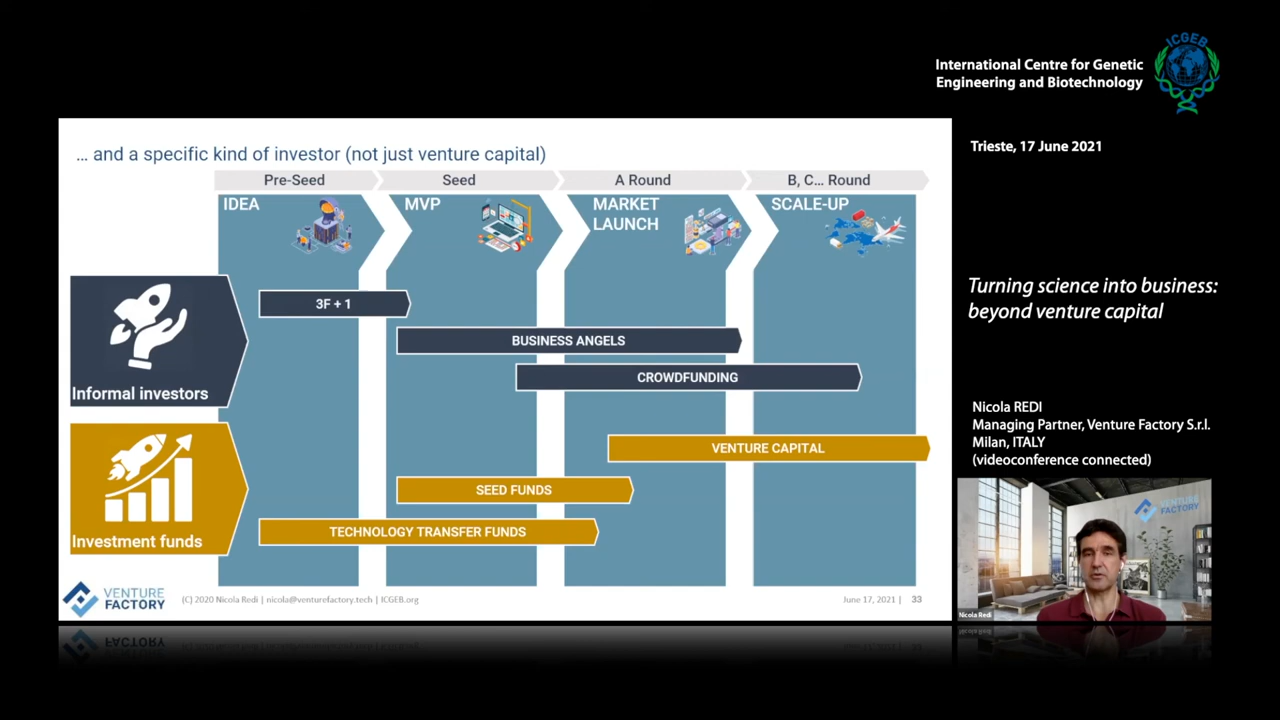 International Centre for Genetic
Engineering and Biotechnology
ICGEB
Trieste, 17 June 2021
... and a specific kind of investor (not just venture capital)
Pre-Seed
Seed
A Round
B, C... Round
IDEA
MVP
MARKET
LAUNCH
SCALE-UP
3F + 1
BUSINESS ANGELS
CROWDFUNDING
Informal investors
VENTURE CAPITAL
SEED FUNDS
TECHNOLOGY TRANSFER FUNDS
Investment funds
VENTURE
FACTORY
(C) 2020 Nicola Redi | nicola@venturefactory.tech | ICGEB.org
June 17, 2021 |
33
Turning science into business:
beyond venture capital
Nicola REDI
Managing Partner, Venture Factory S.r.l.
Milan, ITALY
(videoconference connected)
VENTURE
FACTORY
Nicola Redi